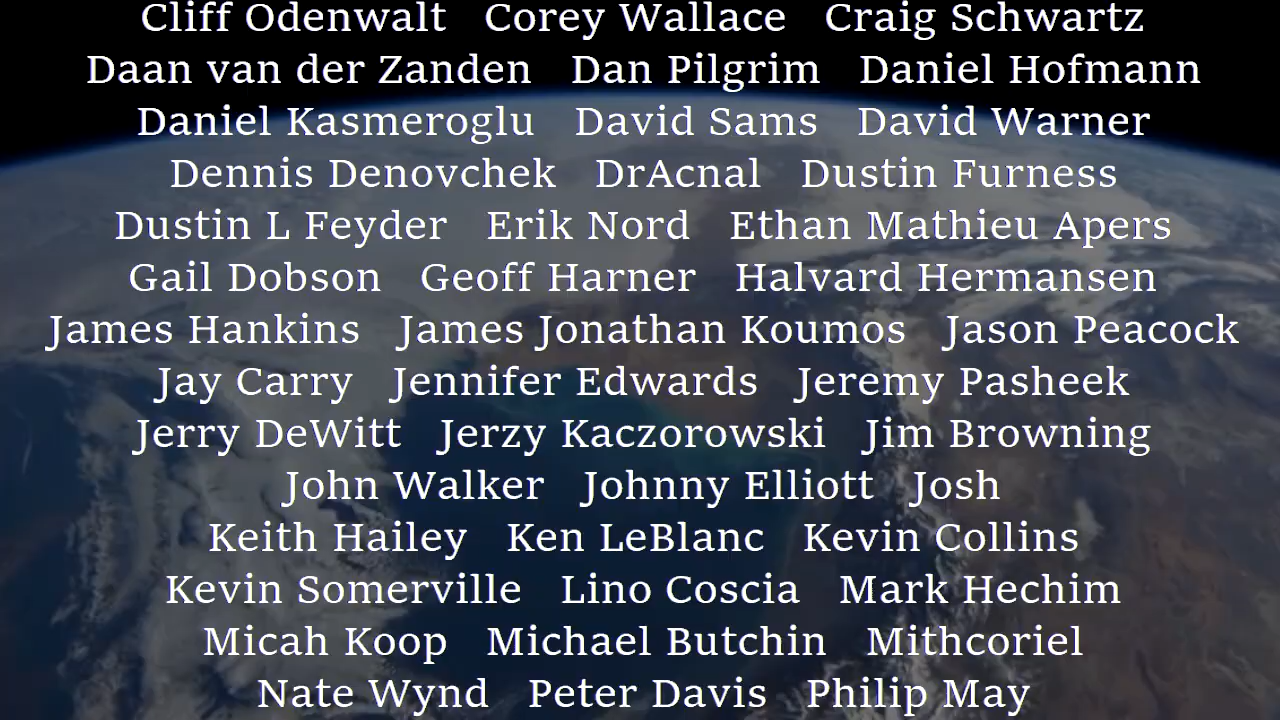 Cliff Odenwalt Corey Wallace Craig Schwartz
Daan van der Zanden Dan Pilgrim Daniel Hofmann
Daniel Kasmeroglu David Sams David Warner
Dennis Denovchek DrAcnal Dustin Furness
Dustin L Feyder Erik Nord Ethan Mathieu Apers
Gail Dobson Geoff Harner Halvard Hermansen
James Hankins James Jonathan Koumos Jason Peacock
Jay Carry Jennifer Edwards Jeremy Pasheek
Jerry DeWitt Jerzy Kaczorowski Jim Browning
John Walker Johnny Elliott Josh
Keith Hailey Ken LeBlanc Kevin Collins
Kevin Somerville Lino Coscia Mark Hechim
Micah Koop Michael Butchin Mithcoriel
Nate Wynd Peter Davis Philip May